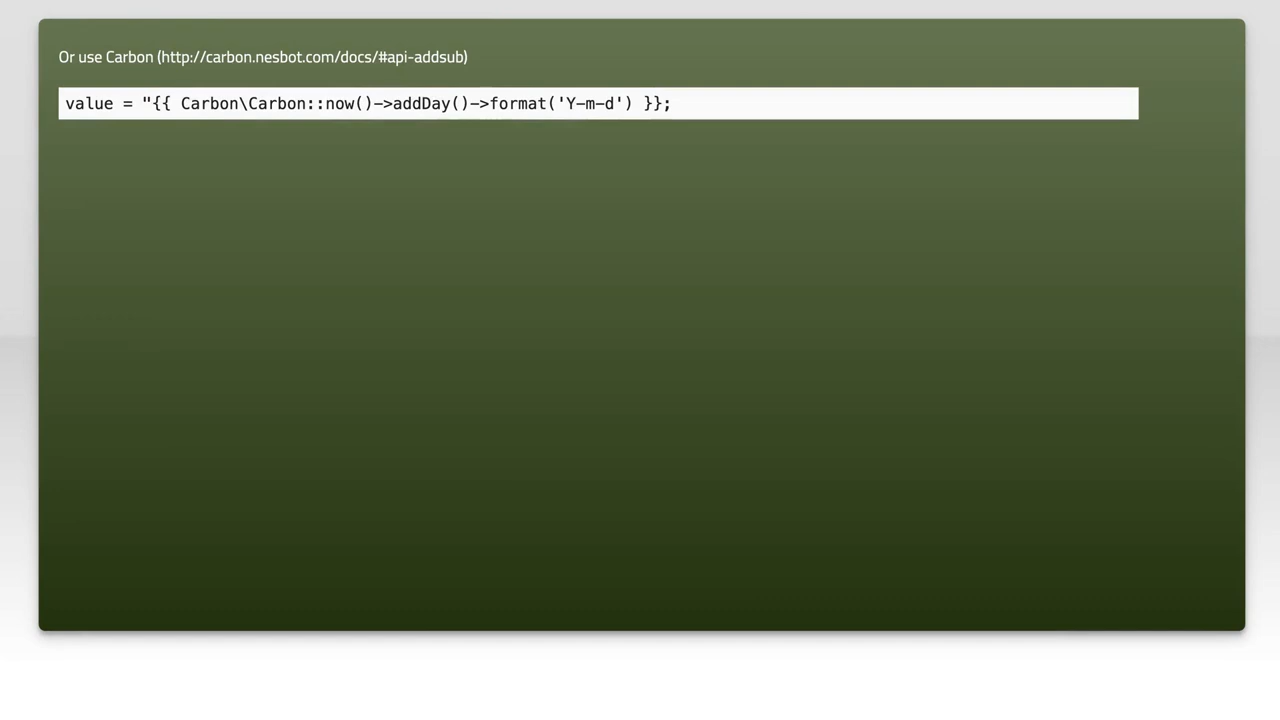 Or use Carbon (http://carbon.nesbot.com/docs/#api-addsub)
value = "{{ Carbon\Carbon::now()->addDay()->format('Y-m-d') }};